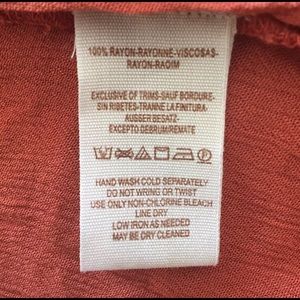 100% RAYON-RAYONNE-VISCOSAS-
RAYON-RAOIM
EXCLUSIVE OF TRIMS-SAUF BORDURE-
SIN RIBETES-TRANNE LA FINITURA-
AUSSER BESATZ-
EXCEPTO DEBRUM/REMATE
HAND WASH COLD SEPARATELY
DO NOT WRING OR TWIST
USE ONLY NON-CHLORINE BLEACH
LINE DRY
LOW IRON AS NEEDED
MAY BE DRY CLEANED